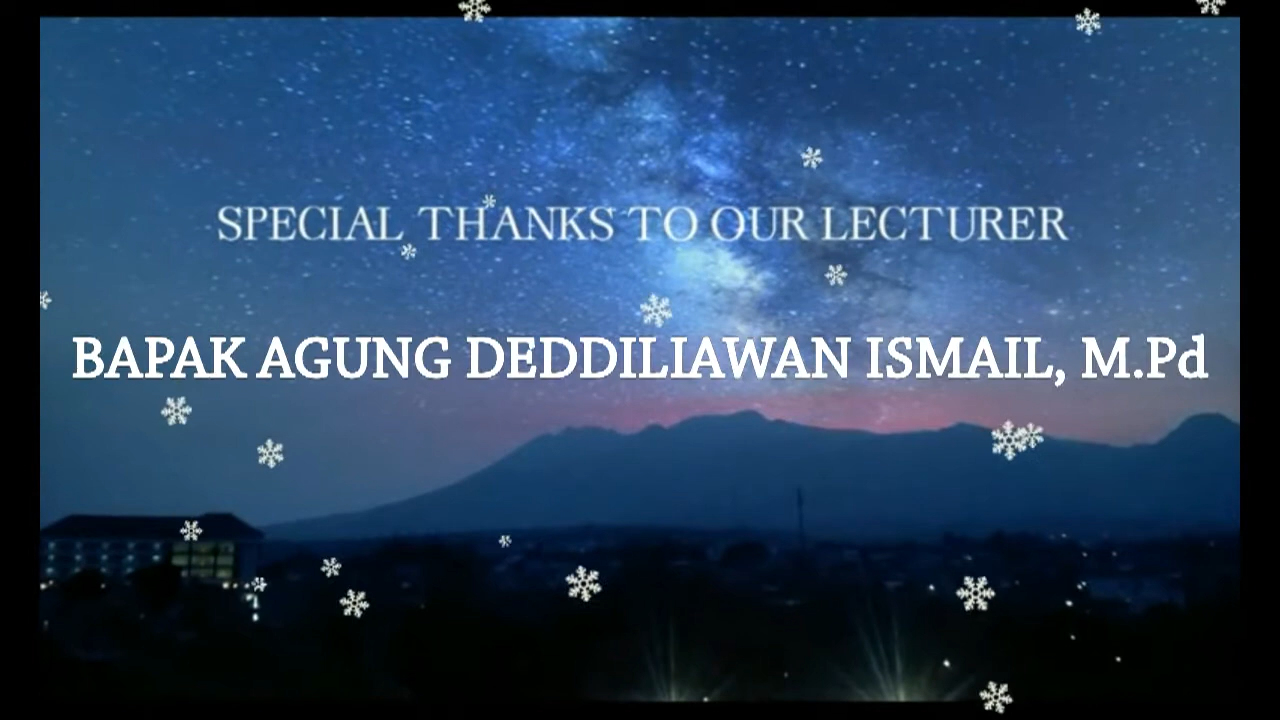 SPECIAL THANKS TO OUR LECTURER
BAPAK AGUNG DEDDILIAWAN ISMAIL, M.Pd